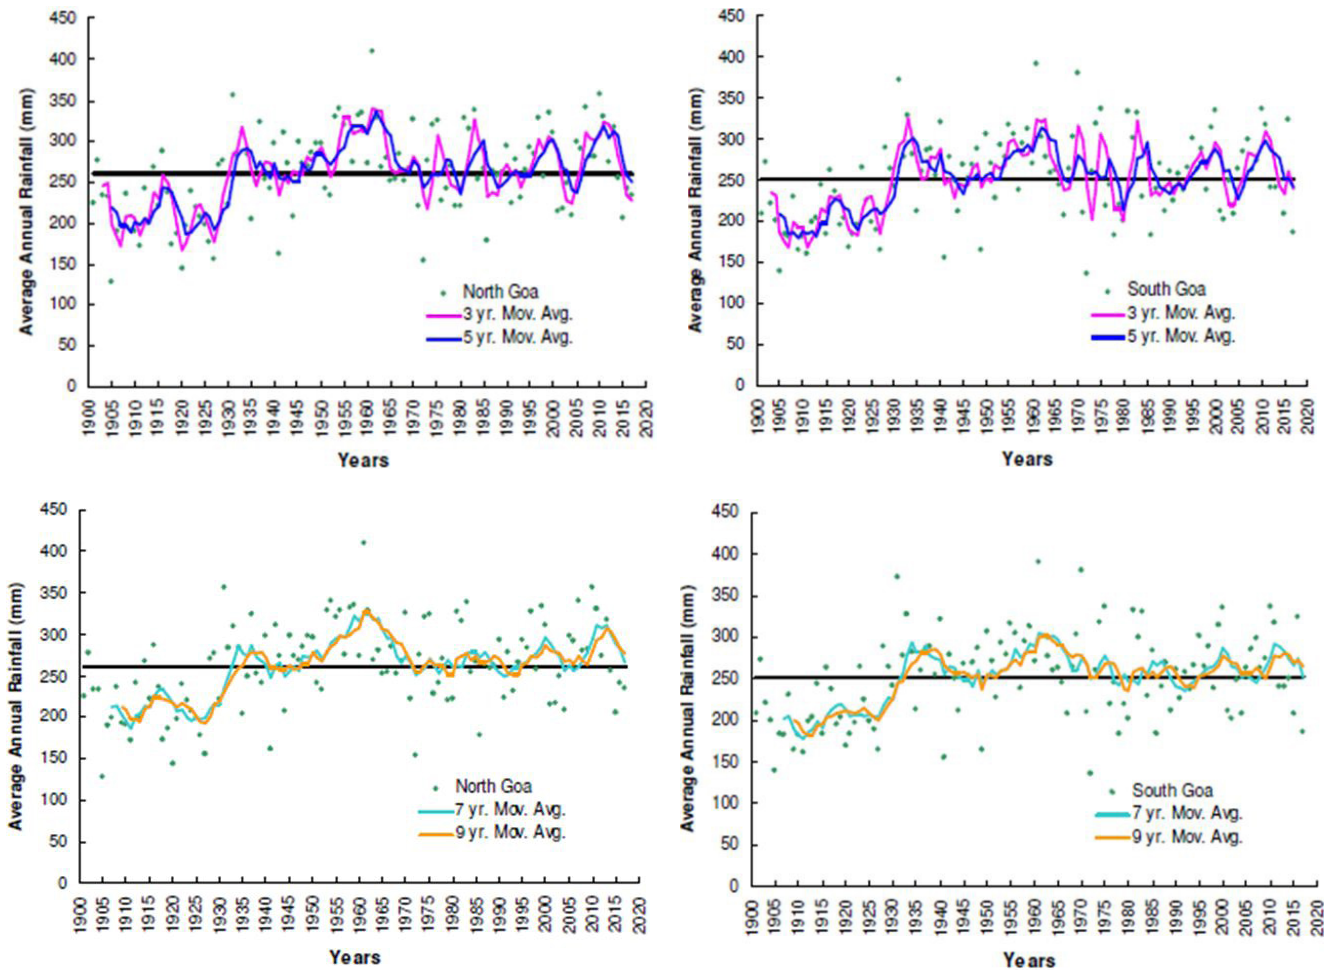 450
400
350
300
250
200
150
100
50
0
Average Annual Rainfall (mm)
North Goa
3 yr. Mov. Avg.
5 yr. Mov. Avg.
1900 1905 1910 1915 1920 1925 1930 1935 1940 1945 1950 1955 1960 1965 1970 1975 1980 1985 1990 1995 2000 2005 2010 2015 2020
Years
450
400
350
300
250
200
150
100
50
0
Average Annual Rainfall (mm)
South Goa
3 yr. Mov. Avg.
5 yr. Mov. Avg.
1900 1905 1910 1915 1920 1925 1930 1935 1940 1945 1950 1955 1960 1965 1970 1975 1980 1985 1990 1995 2000 2005 2010 2015 2020
Years
450
400
350
300
250
200
150
100
50
0
Average Annual Rainfall (mm)
North Goa
7 yr. Mov. Avg.
9 yr. Mov. Avg.
1900 1905 1910 1915 1920 1925 1930 1935 1940 1945 1950 1955 1960 1965 1970 1975 1980 1985 1990 1995 2000 2005 2010 2015 2020
Years
450
400
350
300
250
200
150
100
50
0
Average Annual Rainfall (mm)
South Goa
7 yr. Mov. Avg.
9 yr. Mov. Avg.
1900 1905 1910 1915 1920 1925 1930 1935 1940 1945 1950 1955 1960 1965 1970 1975 1980 1985 1990 1995 2000 2005 2010 2015 2020
Years